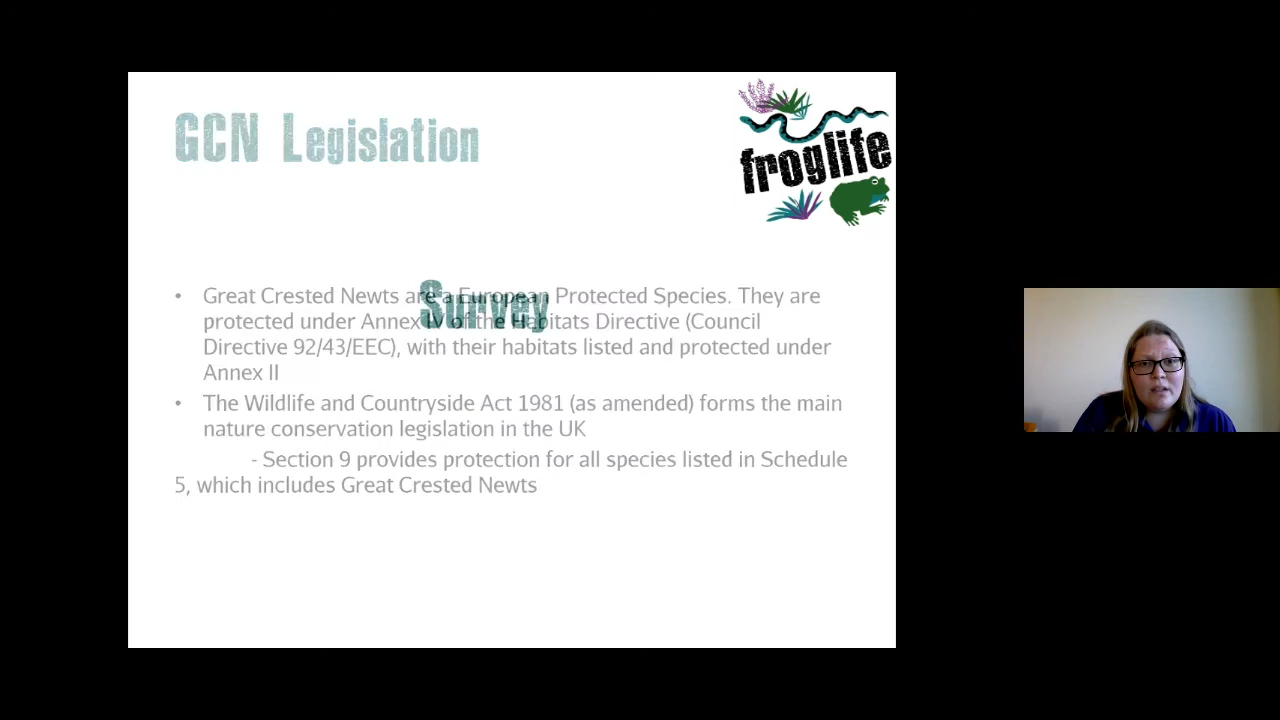 GCN Legislation
froglife
Survey
• Great Crested Newts are a European Protected Species. They are
protected under Annex IV of the Habitats Directive (Council
Directive 92/43/EEC), with their habitats listed and protected under
Annex II
• The Wildlife and Countryside Act 1981 (as amended) forms the main
nature conservation legislation in the UK
- Section 9 provides protection for all species listed in Schedule
5, which includes Great Crested Newts